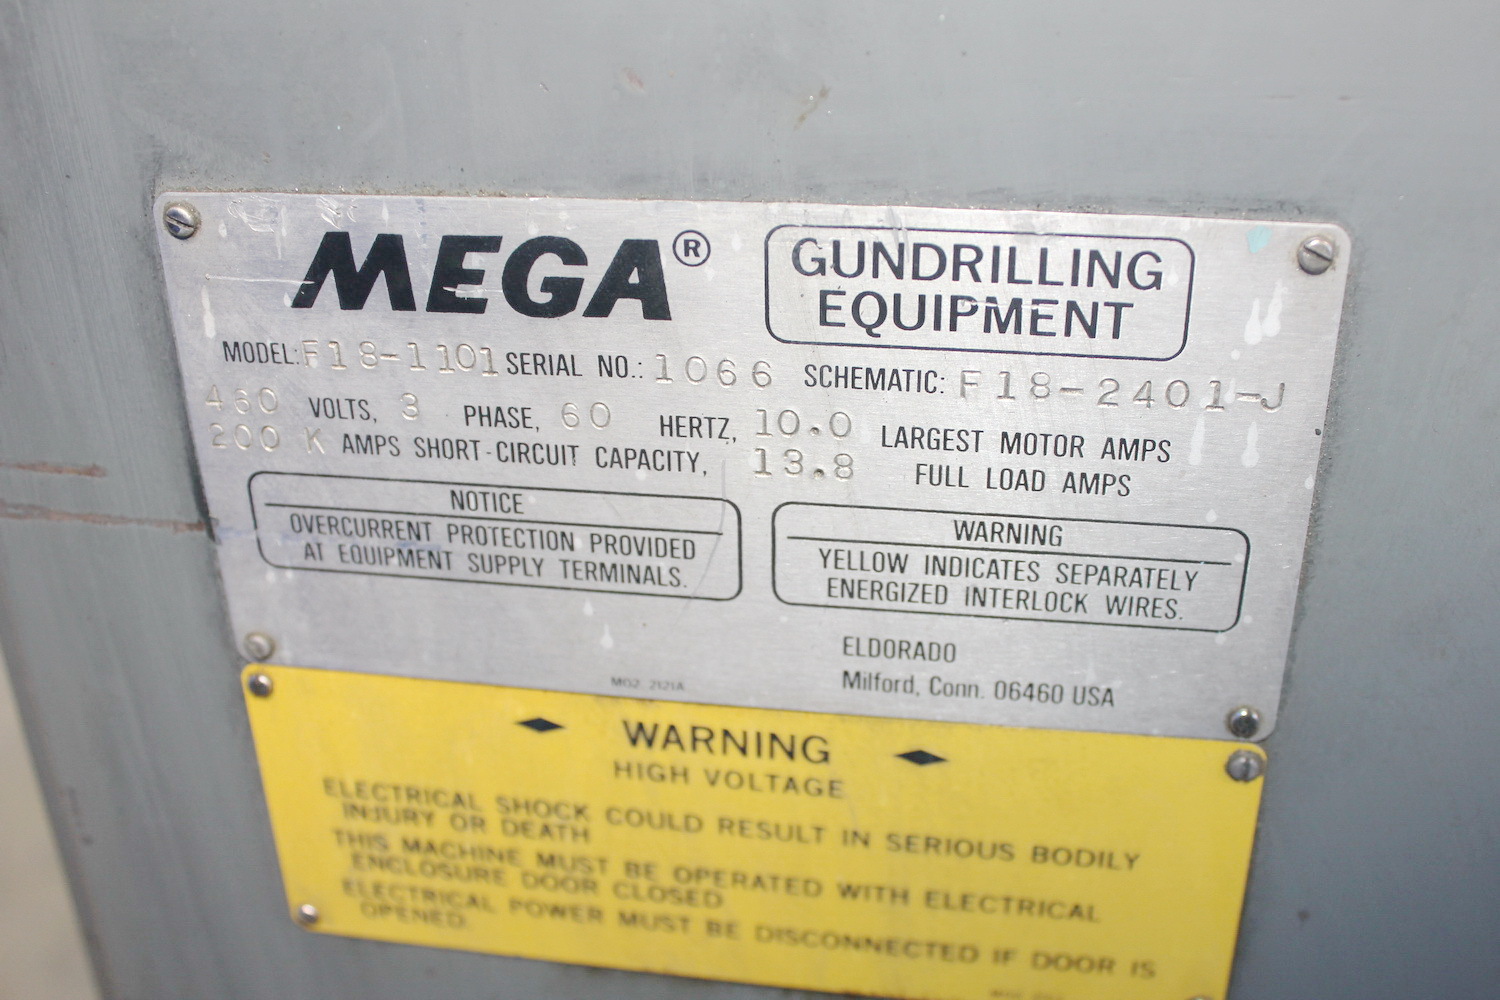 MEGA®
GUNDRILLING
EQUIPMENT
MODEL: F18-1101 SERIAL NO.: 1066 SCHEMATIC: F18-2401-J
460 VOLTS, 3 PHASE, 60 HERTZ, 10.0 LARGEST MOTOR AMPS
200 K AMPS SHORT-CIRCUIT CAPACITY, 13.8 FULL LOAD AMPS
NOTICE
OVERCURRENT PROTECTION PROVIDED
AT EQUIPMENT SUPPLY TERMINALS.
WARNING
YELLOW INDICATES SEPARATELY
ENERGIZED INTERLOCK WIRES.
ELDORADO
Milford, Conn. 06460 USA
M02 2121A
WARNING
HIGH VOLTAGE
ELECTRICAL SHOCK COULD RESULT IN SERIOUS BODILY
INJURY OR DEATH
THIS MACHINE MUST BE OPERATED WITH ELECTRICAL
ENCLOSURE DOOR CLOSED
ELECTRICAL POWER MUST BE DISCONNECTED IF DOOR IS
OPENED.